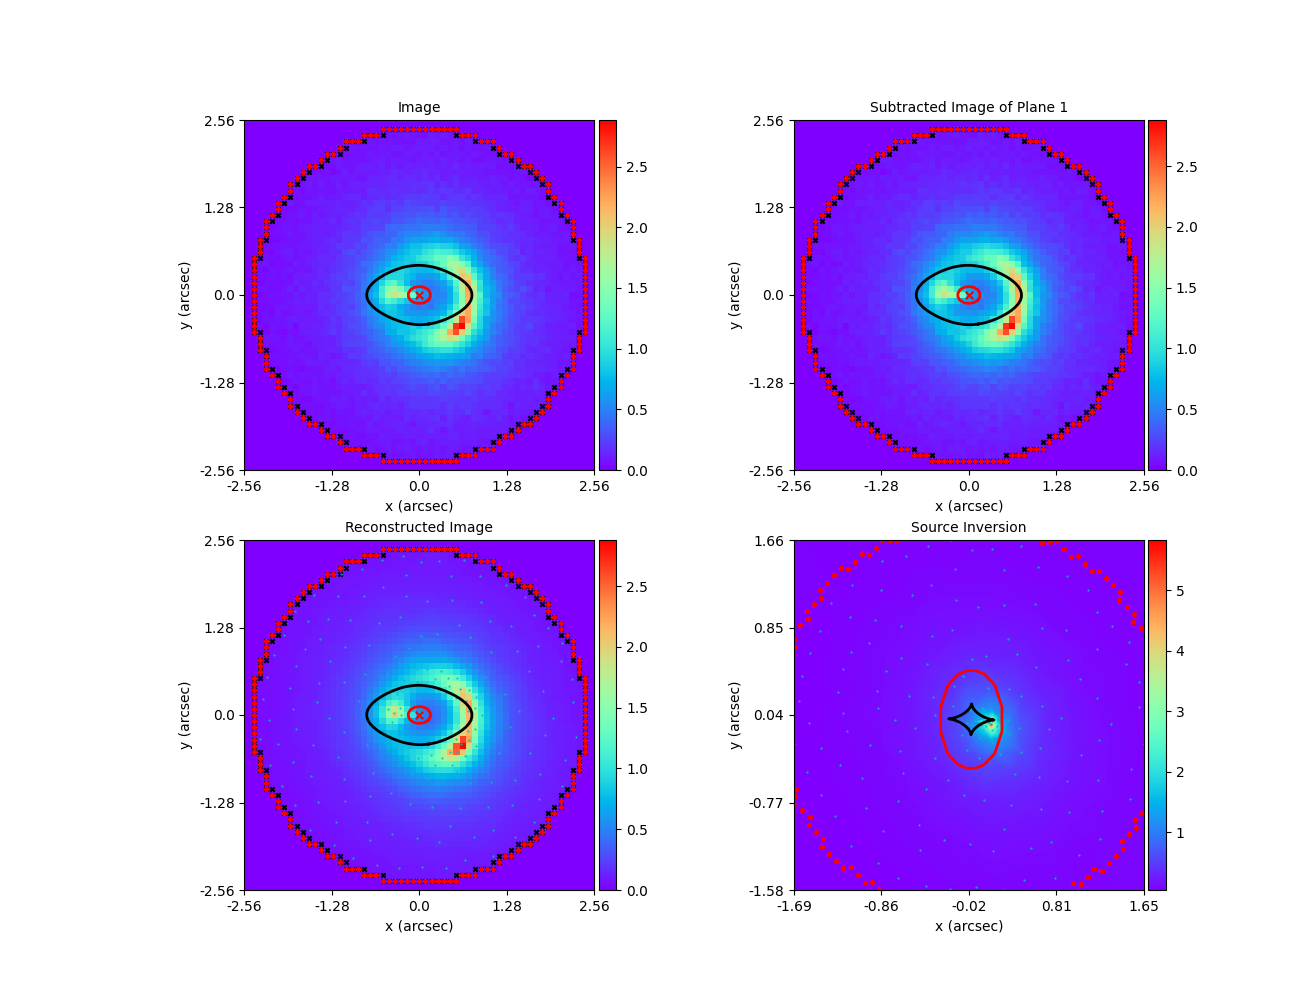 Image
2.56
1.28
0.0
-1.28
-2.56
y (arcsec)
-2.56 -1.28 0.0 1.28 2.56
x (arcsec)
2.5
2.0
1.5
1.0
0.5
0.0
Subtracted Image of Plane 1
2.56
1.28
0.0
-1.28
-2.56
y (arcsec)
-2.56 -1.28 0.0 1.28 2.56
x (arcsec)
2.5
2.0
1.5
1.0
0.5
0.0
Reconstructed Image
2.56
1.28
0.0
-1.28
-2.56
y (arcsec)
-2.56 -1.28 0.0 1.28 2.56
x (arcsec)
2.5
2.0
1.5
1.0
0.5
0.0
Source Inversion
1.66
0.85
0.04
-0.77
-1.58
y (arcsec)
-1.69 -0.86 -0.02 0.81 1.65
x (arcsec)
5
4
3
2
1